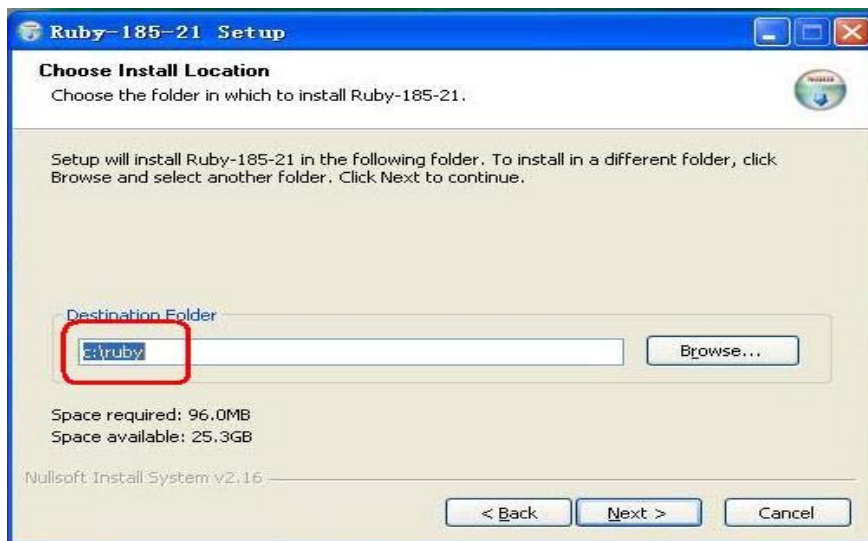 Ruby-185-21 Setup
Choose Install Location
Choose the folder in which to install Ruby-185-21.
Setup will install Ruby-185-21 in the following folder. To install in a different folder, click
Browse and select another folder. Click Next to continue.
Destination Folder
c:\ruby
Browse...
Space required: 96.0MB
Space available: 25.3GB
Nullsoft Install System v2.16
< Back
Next >
Cancel